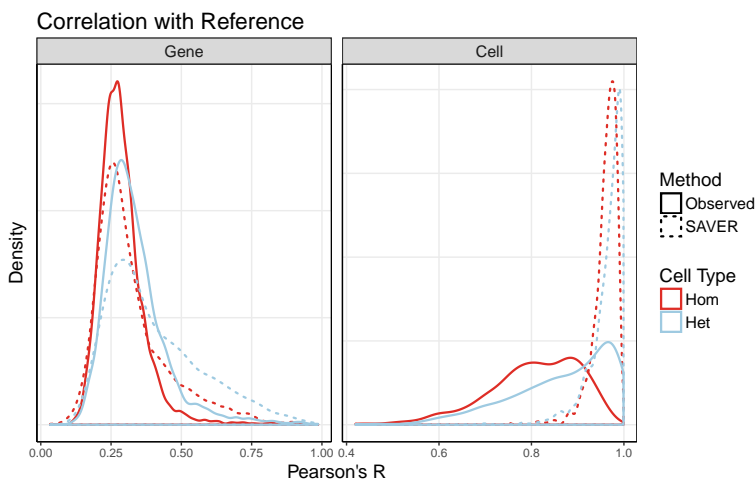 Correlation with Reference
Gene
Cell
Density
0.00 0.25 0.50 0.75 1.00
0.4 0.6 0.8 1.0
Pearson's R
Method
Observed
SAVER
Cell Type
Hom
Het